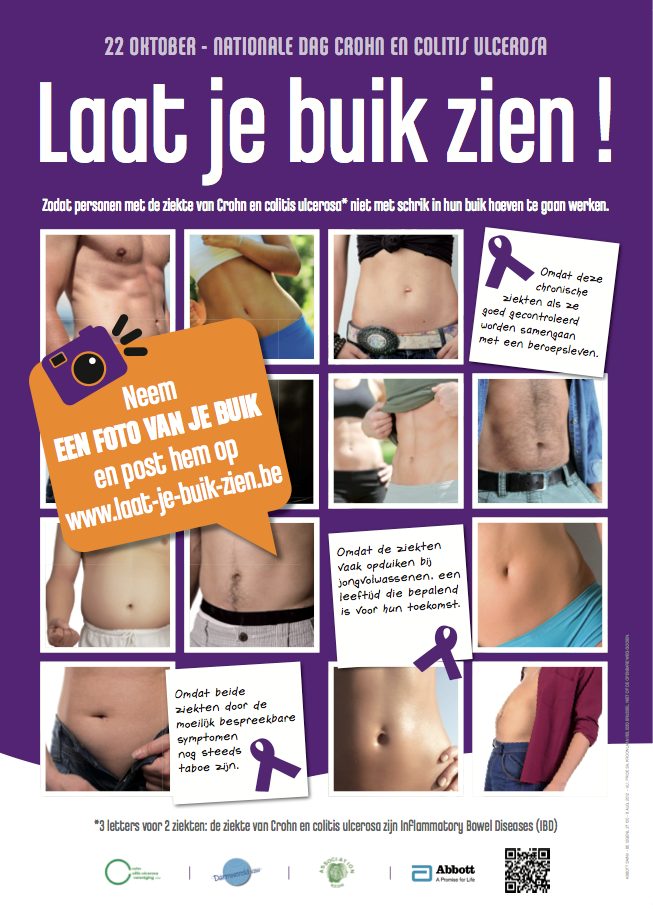 22 OKTOBER - NATIONALE DAG CROHN EN COLITIS ULCEROSA
Laat je buik zien !
Zodat personen met de ziekte van Crohn en colitis ulcerosa* niet met schrik in hun buik hoeven te gaan werken.
Omdat deze
chronische
ziekten als ze
goed gecontroleerd
worden samengaan
met een beroepsleven.
Neem
EEN FOTO VAN JE BUIK
en post hem op
www.laat-je-buik-zien.be
Omdat de ziekten
vaak opduiken bij
jongvolwassenen, een
leeftijd die bepalend
is voor hun toekomst.
Omdat beide
ziekten door de
moeilijk bespreekbare
symptomen
nog steeds
taboe zijn.
*3 letters voor 2 ziekten: de ziekte van Crohn en colitis ulcerosa zijn Inflammatory Bowel Diseases (IBD)
crohn
colitis ulcerosa
vereniging
ASSOCIATION
Abbott
A Promise for Life